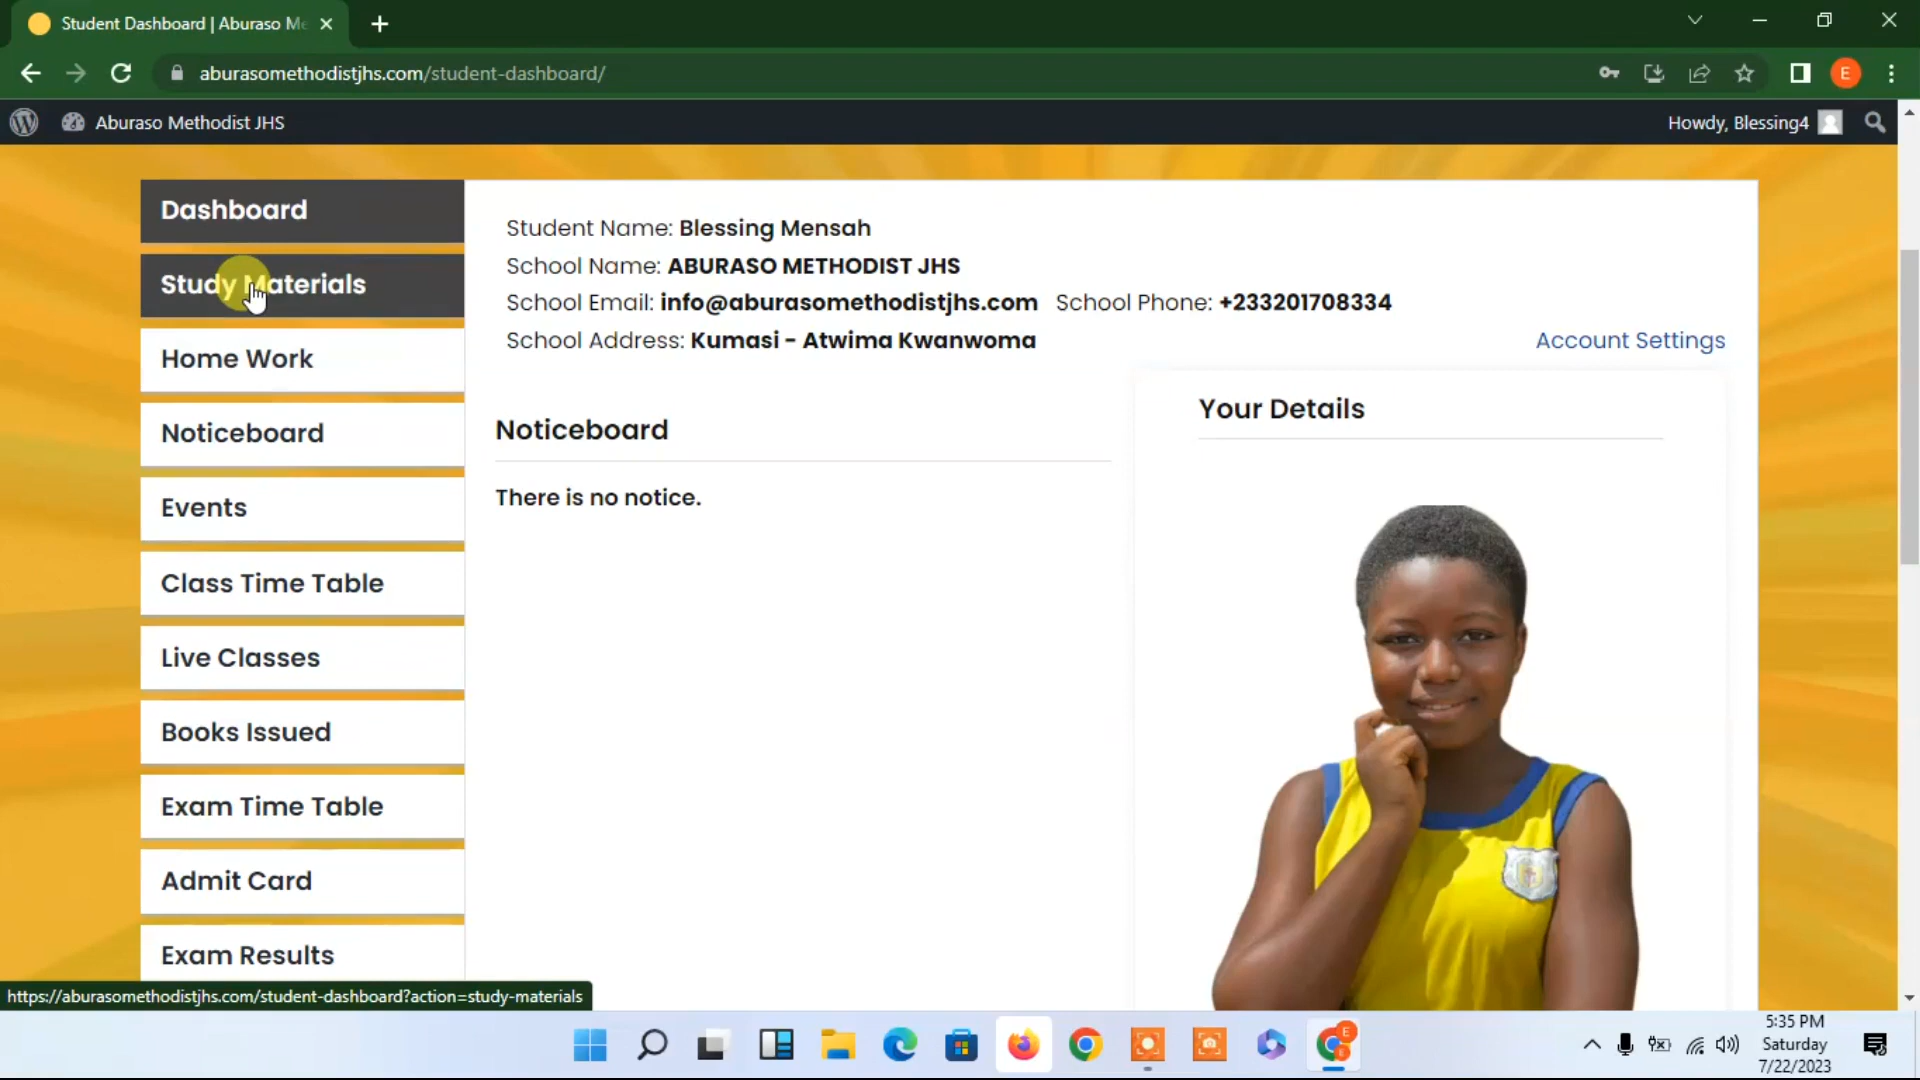 Student Dashboard | Aburaso Me
aburasomethodistjhs.com/student-dashboard/
E
Aburaso Methodist JHS
Howdy, Blessing4
Dashboard
Study Materials
Home Work
Noticeboard
Events
Class Time Table
Live Classes
Books Issued
Exam Time Table
Admit Card
Exam Results
Student Name: Blessing Mensah
School Name: ABURASO METHODIST JHS
School Email: info@aburasomethodistjhs.com School Phone: +233201708334
School Address: Kumasi - Atwima Kwanwoma
Account Settings
Noticeboard
There is no notice.
Your Details
https://aburasomethodistjhs.com/student-dashboard?action=study-materials
E
5:35 PM
Saturday
7/22/2023